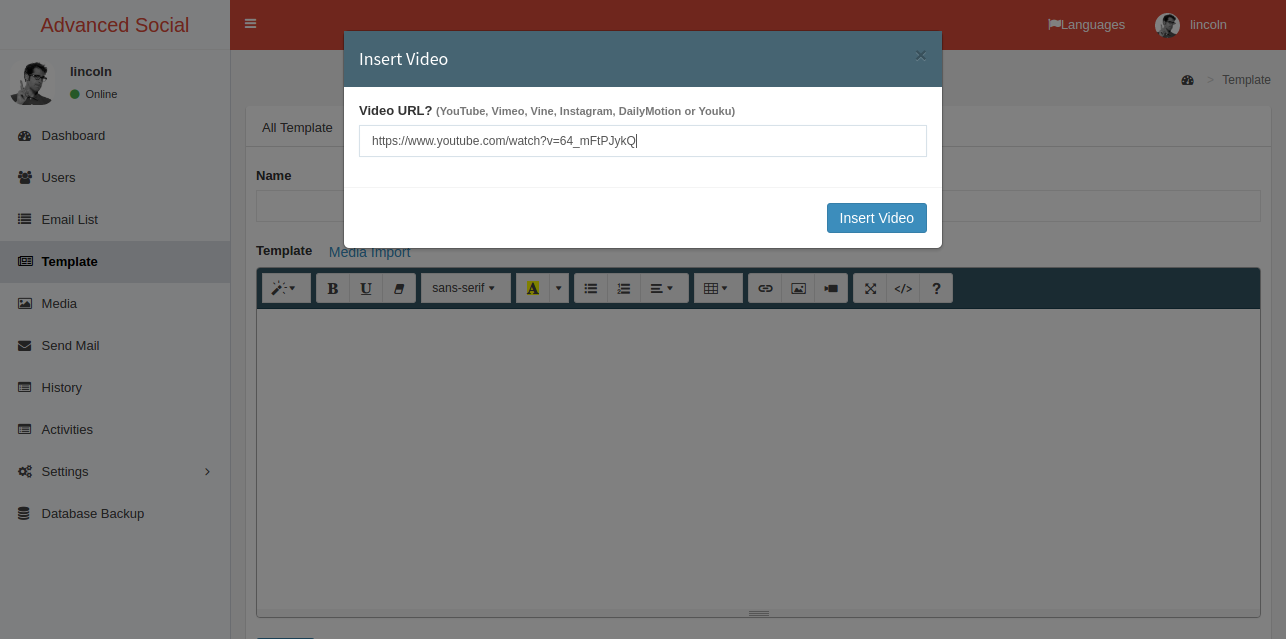 Advanced Social
Languages
lincoln
lincoln
Online
> Template
Dashboard
Users
Email List
Template
Media
Send Mail
History
Activities
Settings
Database Backup
Insert Video
×
Video URL? (YouTube, Vimeo, Vine, Instagram, DailyMotion or Youku)
https://www.youtube.com/watch?v=64_mFtPJykQ
Insert Video
All Template
Name
Template Media Import
B U sans-serif A </> ?